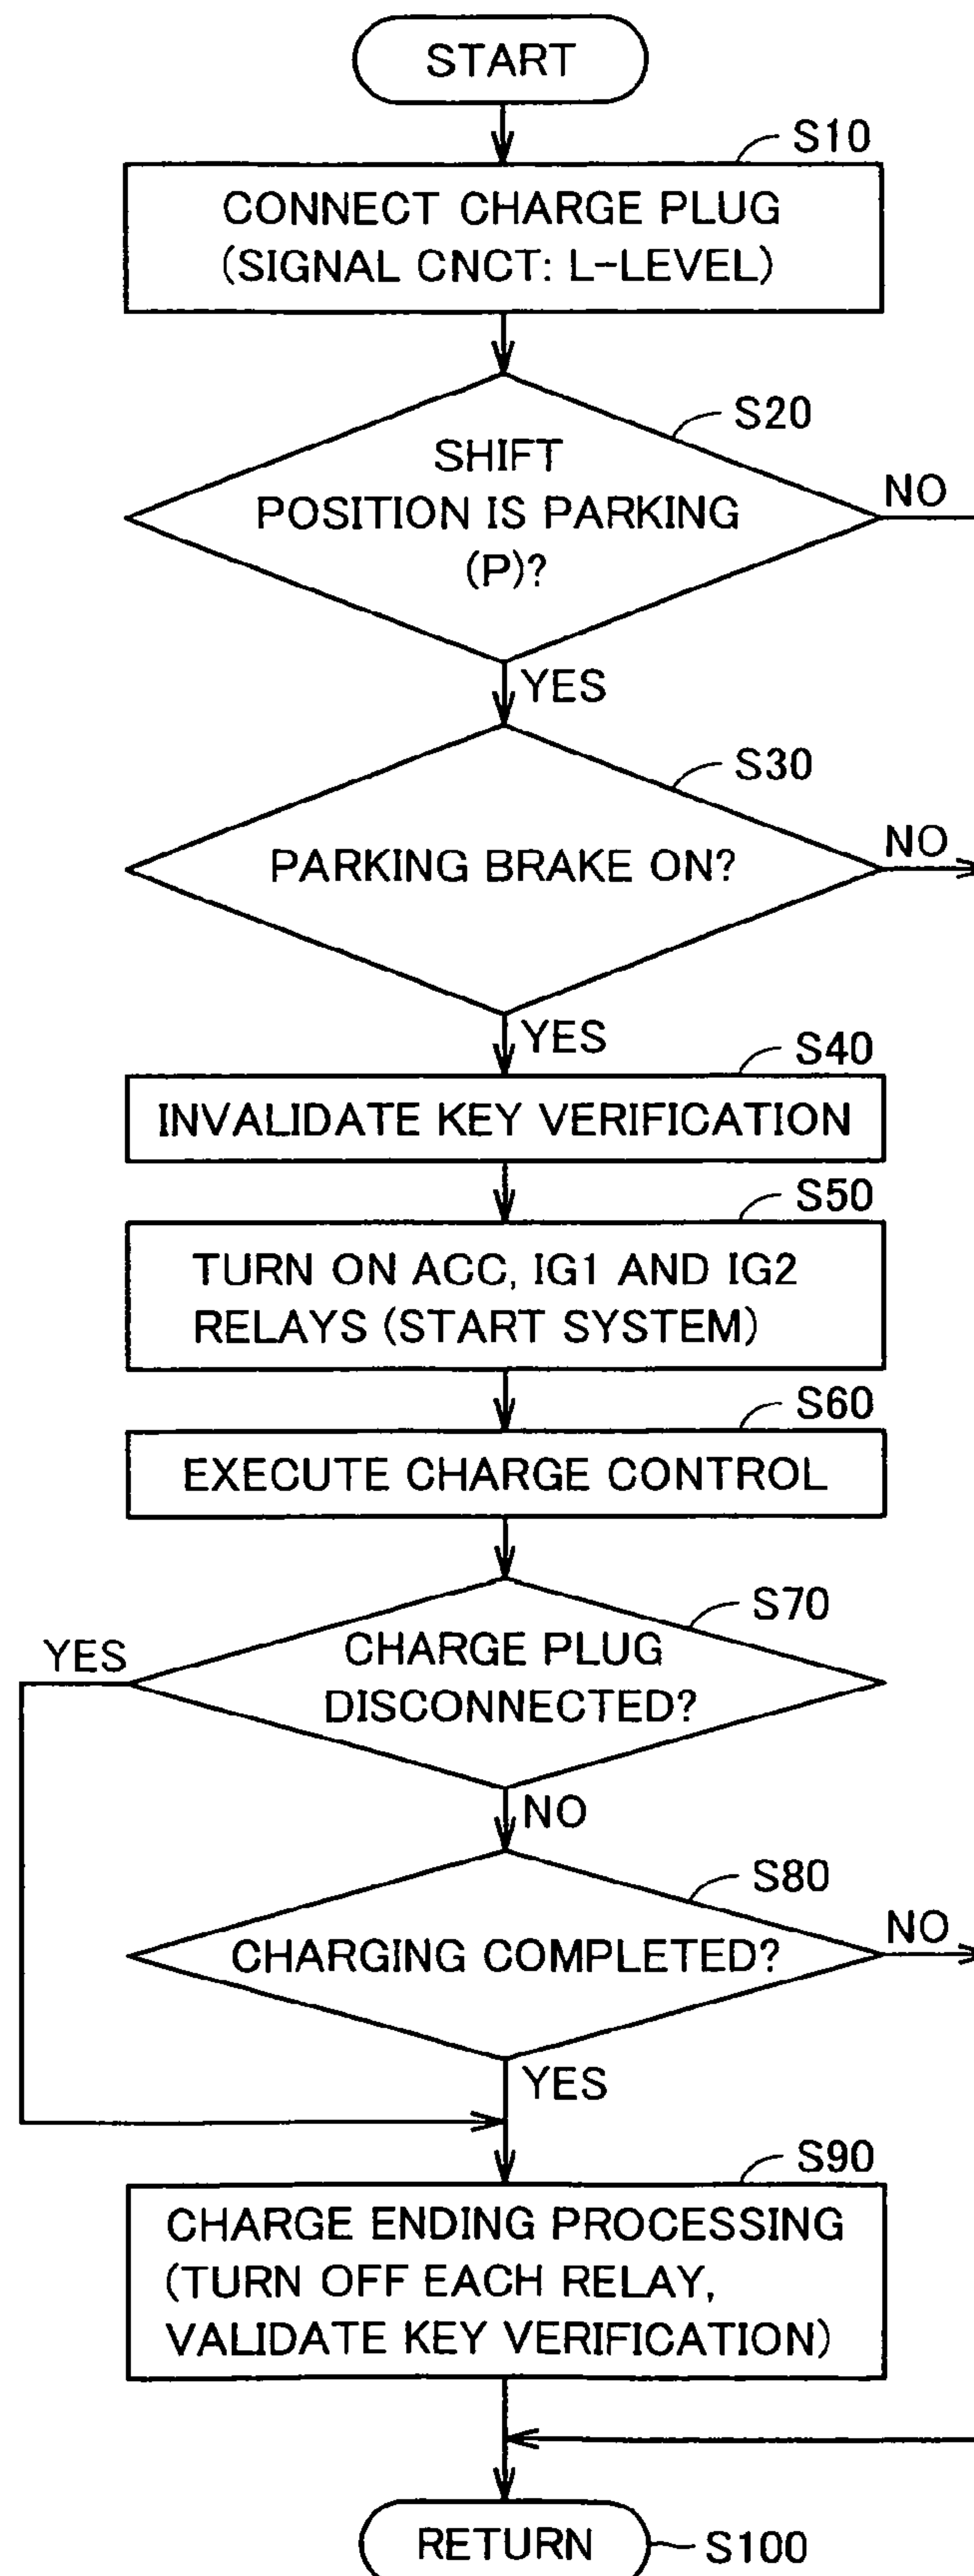 START
S10
CONNECT CHARGE PLUG
(SIGNAL CNCT: L-LEVEL)
S20
SHIFT
POSITION IS PARKING
(P)?
NO
YES
S30
PARKING BRAKE ON?
NO
YES
S40
INVALIDATE KEY VERIFICATION
S50
TURN ON ACC, IG1 AND IG2
RELAYS (START SYSTEM)
S60
EXECUTE CHARGE CONTROL
S70
YES
CHARGE PLUG
DISCONNECTED?
NO
S80
CHARGING COMPLETED?
NO
YES
S90
CHARGE ENDING PROCESSING
(TURN OFF EACH RELAY,
VALIDATE KEY VERIFICATION)
RETURN
S100